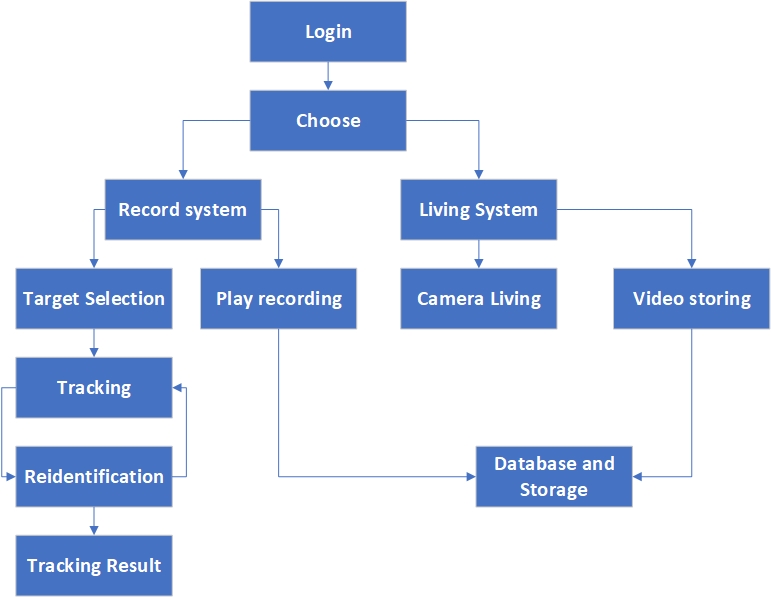 Login
Choose
Record system
Living System
Target Selection
Play recording
Camera Living
Video storing
Tracking
Reidentification
Database and
Storage
Tracking Result